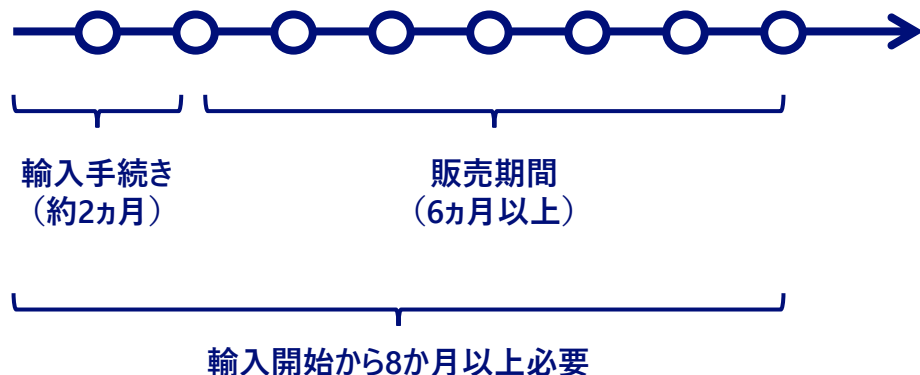 輸入手続き
（約2ヵ月）
販売期間
（6ヵ月以上）
輸入開始から8か月以上必要